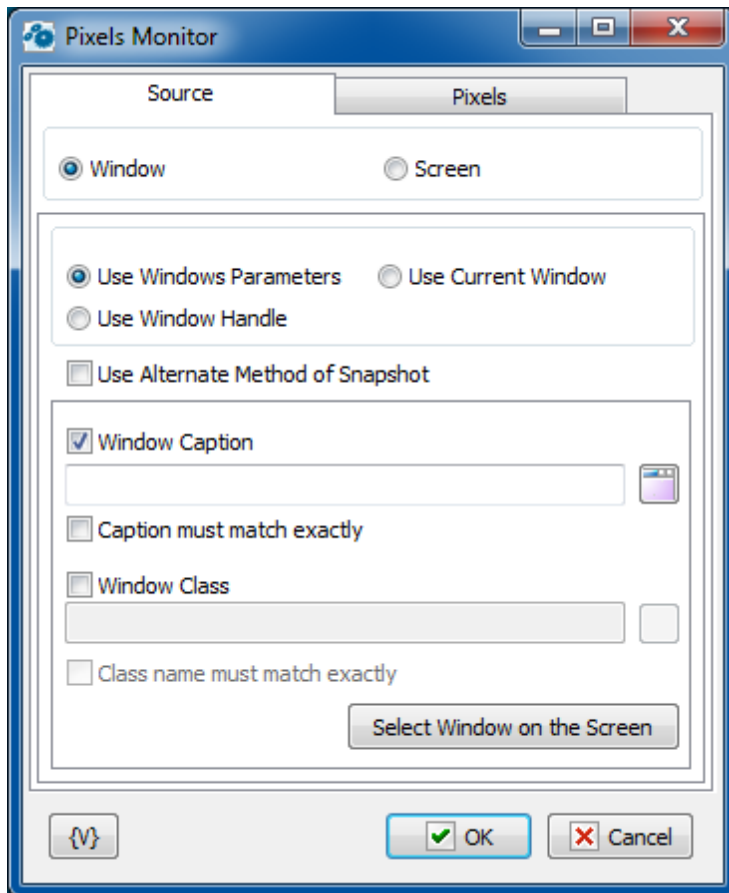 Pixels Monitor
Source Pixels
Window Screen
Use Windows Parameters Use Current Window
Use Window Handle
Use Alternate Method of Snapshot
Window Caption
Caption must match exactly
Window Class
Class name must match exactly
Select Window on the Screen
{V} OK Cancel